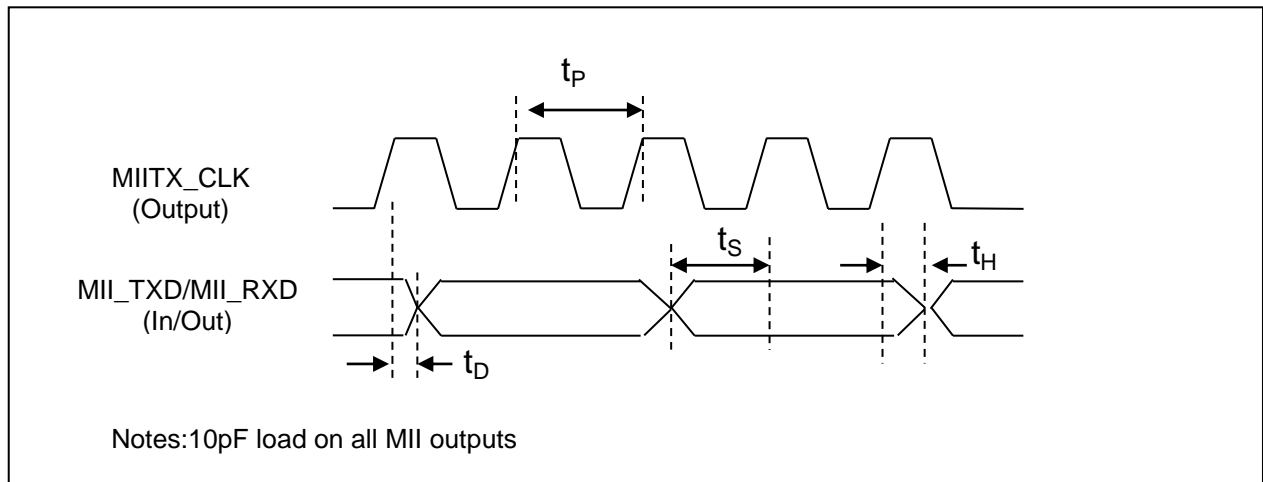 tP
MIITX_CLK
(Output)
tS
tH
MII_TXD/MII_RXD
(In/Out)
tD
Notes:10pF load on all MII outputs